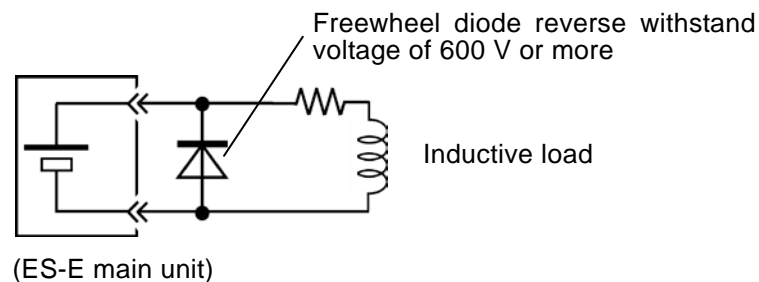 Freewheel diode reverse withstand
voltage of 600 V or more
Inductive load
(ES-E main unit)